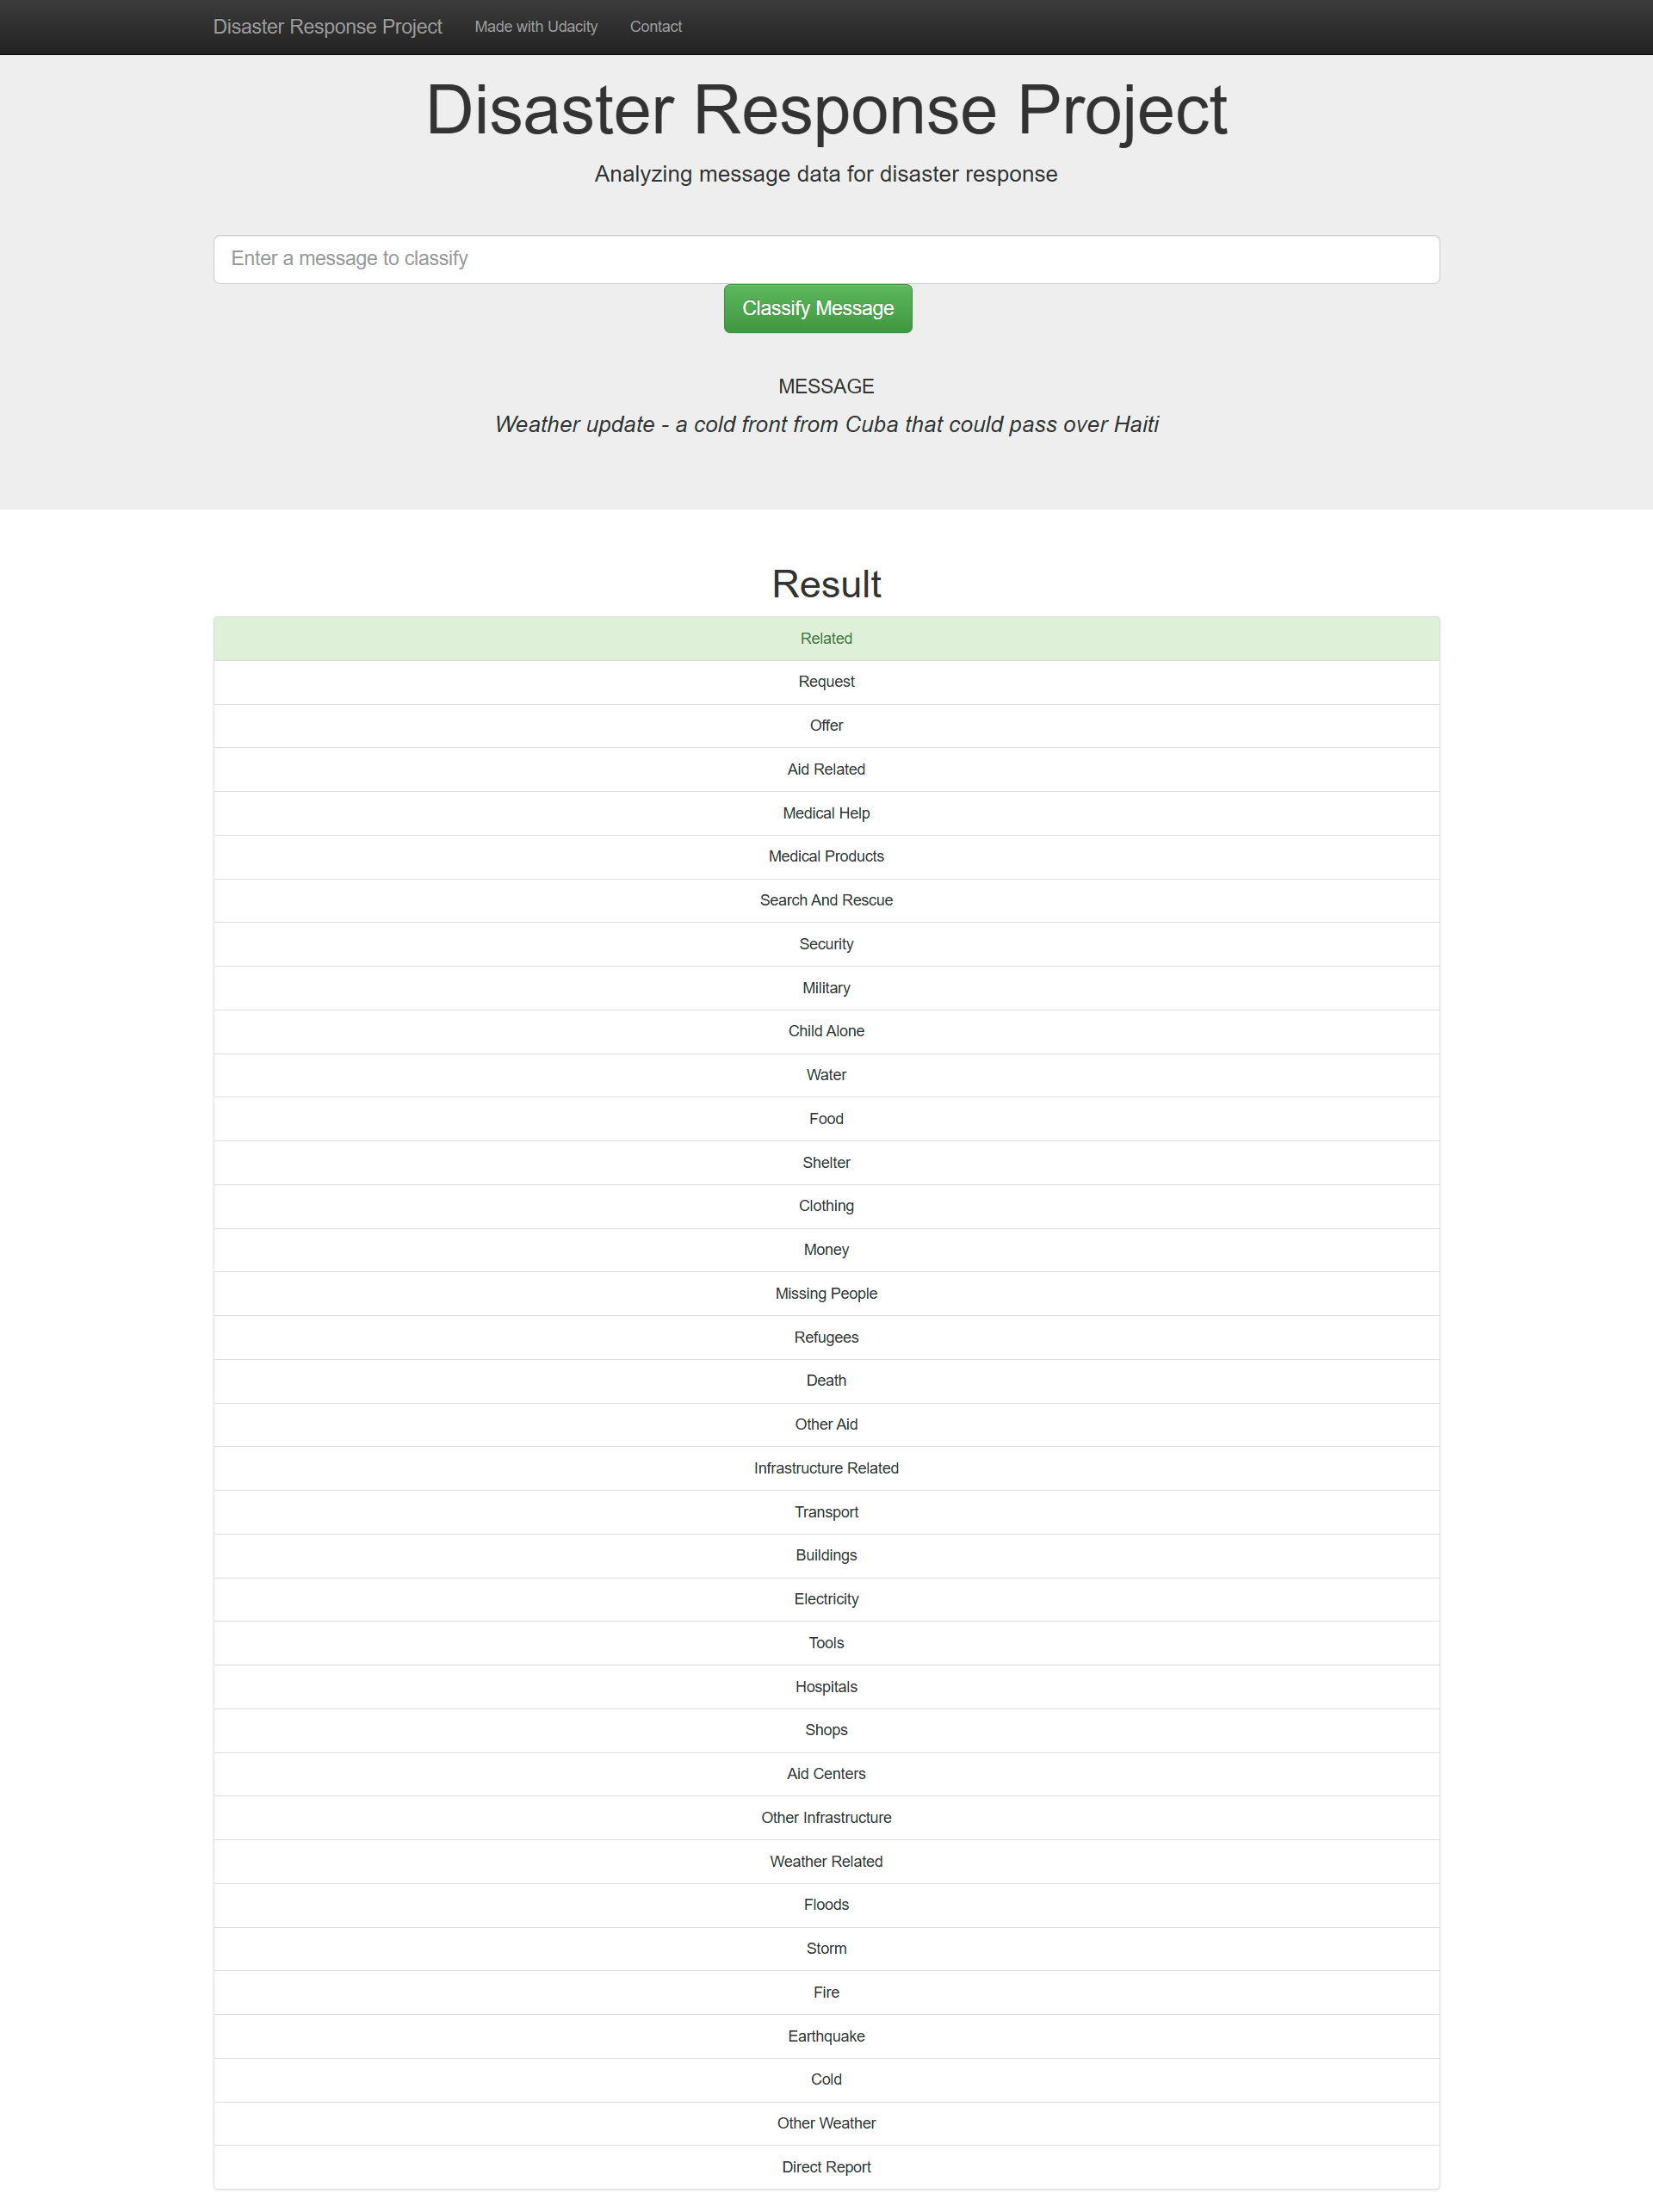 Disaster Response Project Made with Udacity Contact
Disaster Response Project
Analyzing message data for disaster response
Enter a message to classify
Classify Message
MESSAGE
Weather update - a cold front from Cuba that could pass over Haiti
Result
Related
Request
Offer
Aid Related
Medical Help
Medical Products
Search And Rescue
Security
Military
Child Alone
Water
Food
Shelter
Clothing
Money
Missing People
Refugees
Death
Other Aid
Infrastructure Related
Transport
Buildings
Electricity
Tools
Hospitals
Shops
Aid Centers
Other Infrastructure
Weather Related
Floods
Storm
Fire
Earthquake
Cold
Other Weather
Direct Report